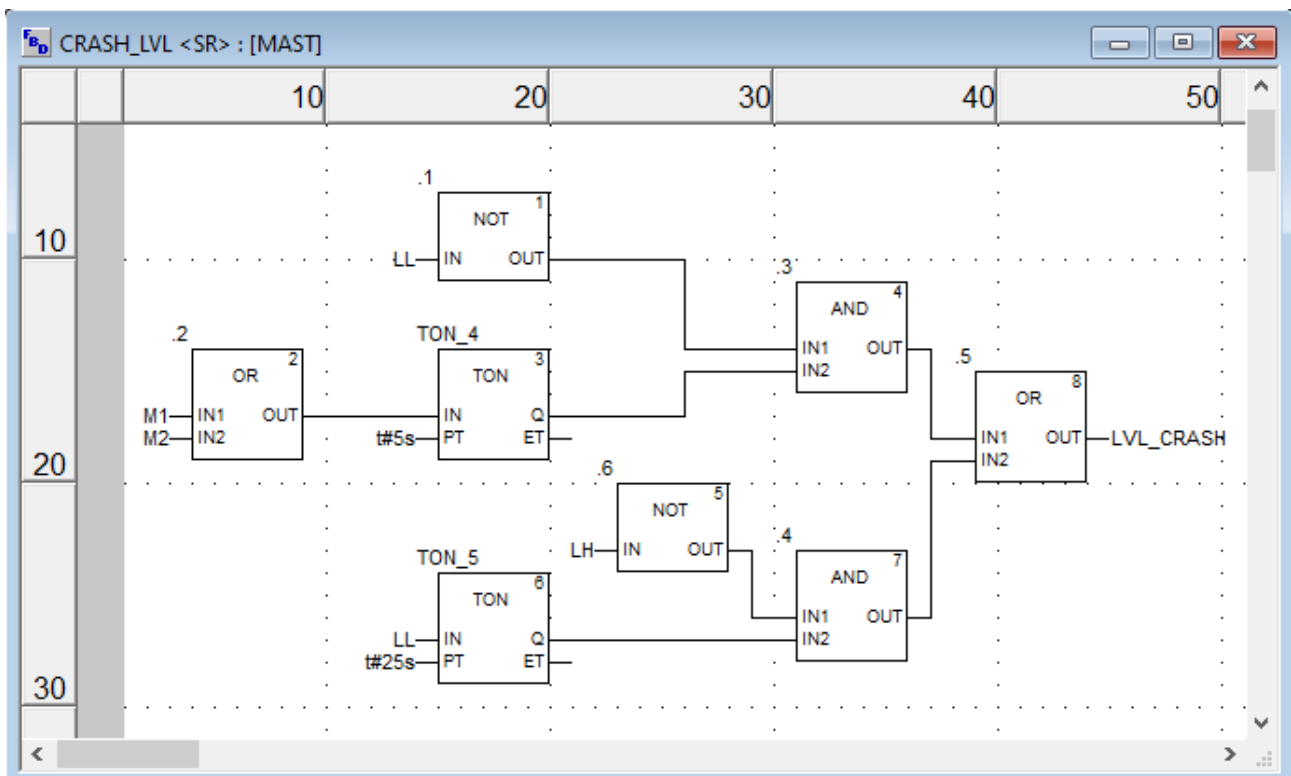 FBD CRASH_LVL <SR> : [MAST]
10 20 30 40 50
.1
1
NOT
10
LL IN OUT
.3
4
AND
.2 TON_4 IN1 OUT
2 3 IN2 .5
OR TON 8
OR
M1 IN1 OUT IN Q
M2 IN2 t#5s PT ET IN1 OUT LVL_CRASH
20 .6 IN2
5
NOT
.4
LH IN OUT 7
TON_5 AND
6
TON
IN1 OUT
LL IN Q IN2
t#25s PT ET
30